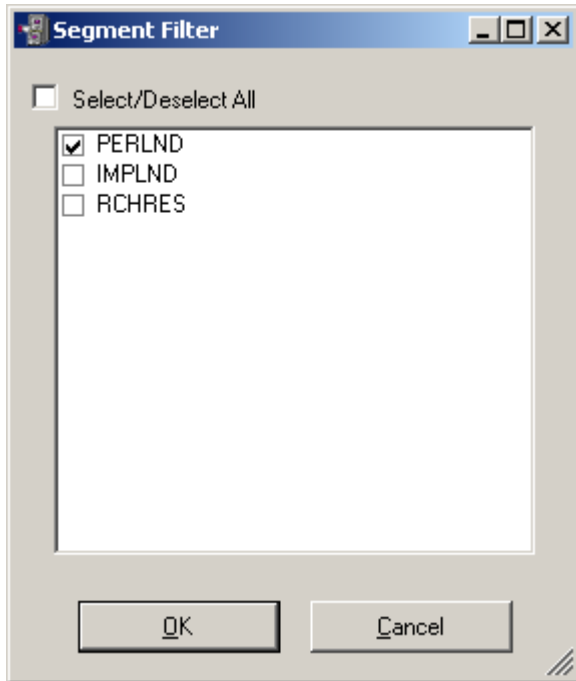 Segment Filter
Select/Deselect All
PERLND
IMPLND
RCHRES
OK
Cancel